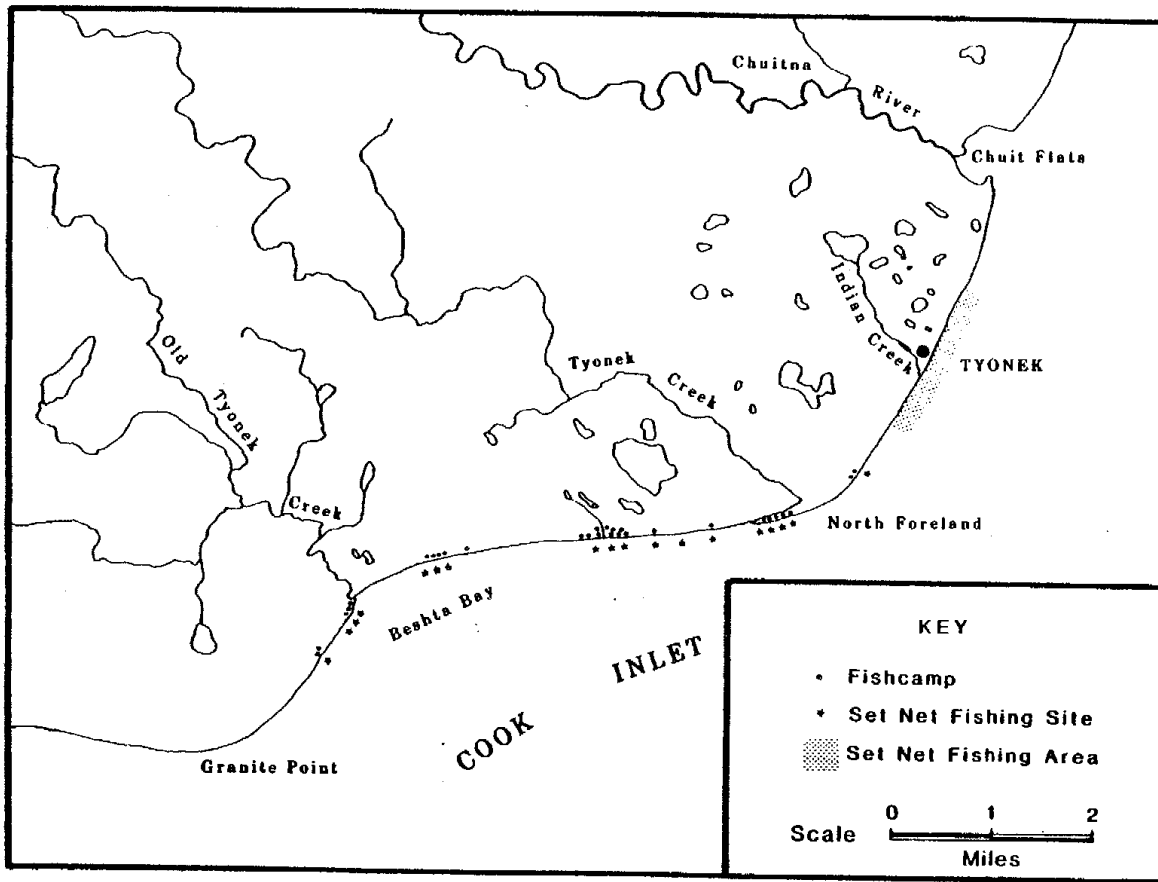 Chuitna
River
Chuit Flats
Indian
Creek
TYONEK
Old
Tyonek
Creek
Tyonek
Creek
North Foreland
Beshta Bay
COOK
INLET
Granite Point
KEY
Fishcamp
Set Net Fishing Site
Set Net Fishing Area
0 1 2
Scale
Miles